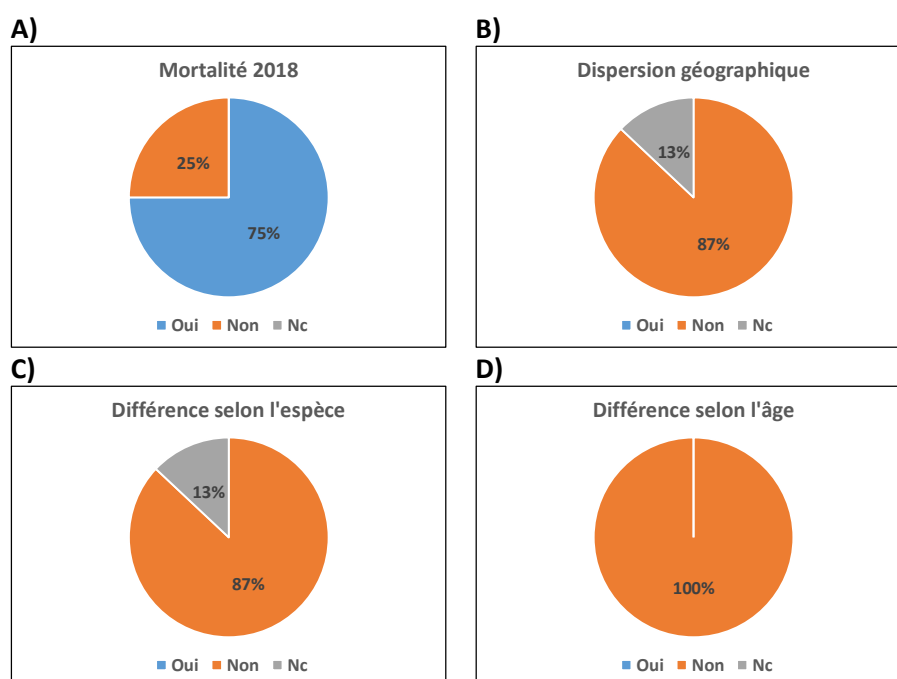 A)
Mortalité 2018
25%
75%
Oui Non Nc
B)
Dispersion géographique
13%
87%
Oui Non Nc
C)
Différence selon l'espèce
13%
87%
Oui Non Nc
D)
Différence selon l'âge
100%
Oui Non Nc